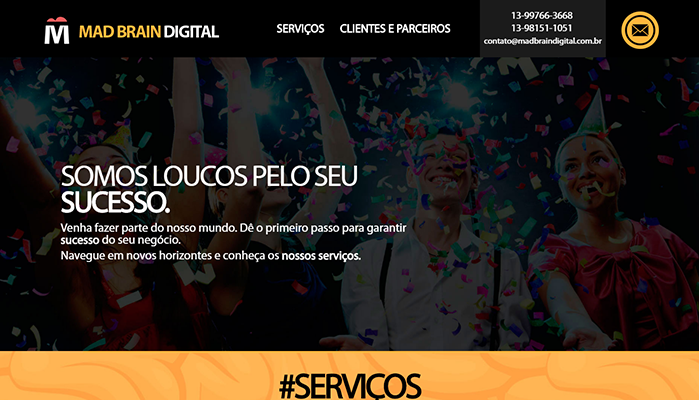 MAD BRAIN DIGITAL
SERVIÇOS
CLIENTES E PARCEIROS
13-99766-3668
13-98151-1051
contato@madbraindigital.com.br
SOMOS LOUCOS PELO SEU
SUCESSO.
Venha fazer parte do nosso mundo. Dê o primeiro passo para garantir
sucesso do seu negócio.
Navegue em novos horizontes e conheça os nossos serviços.
#SERVIÇOS